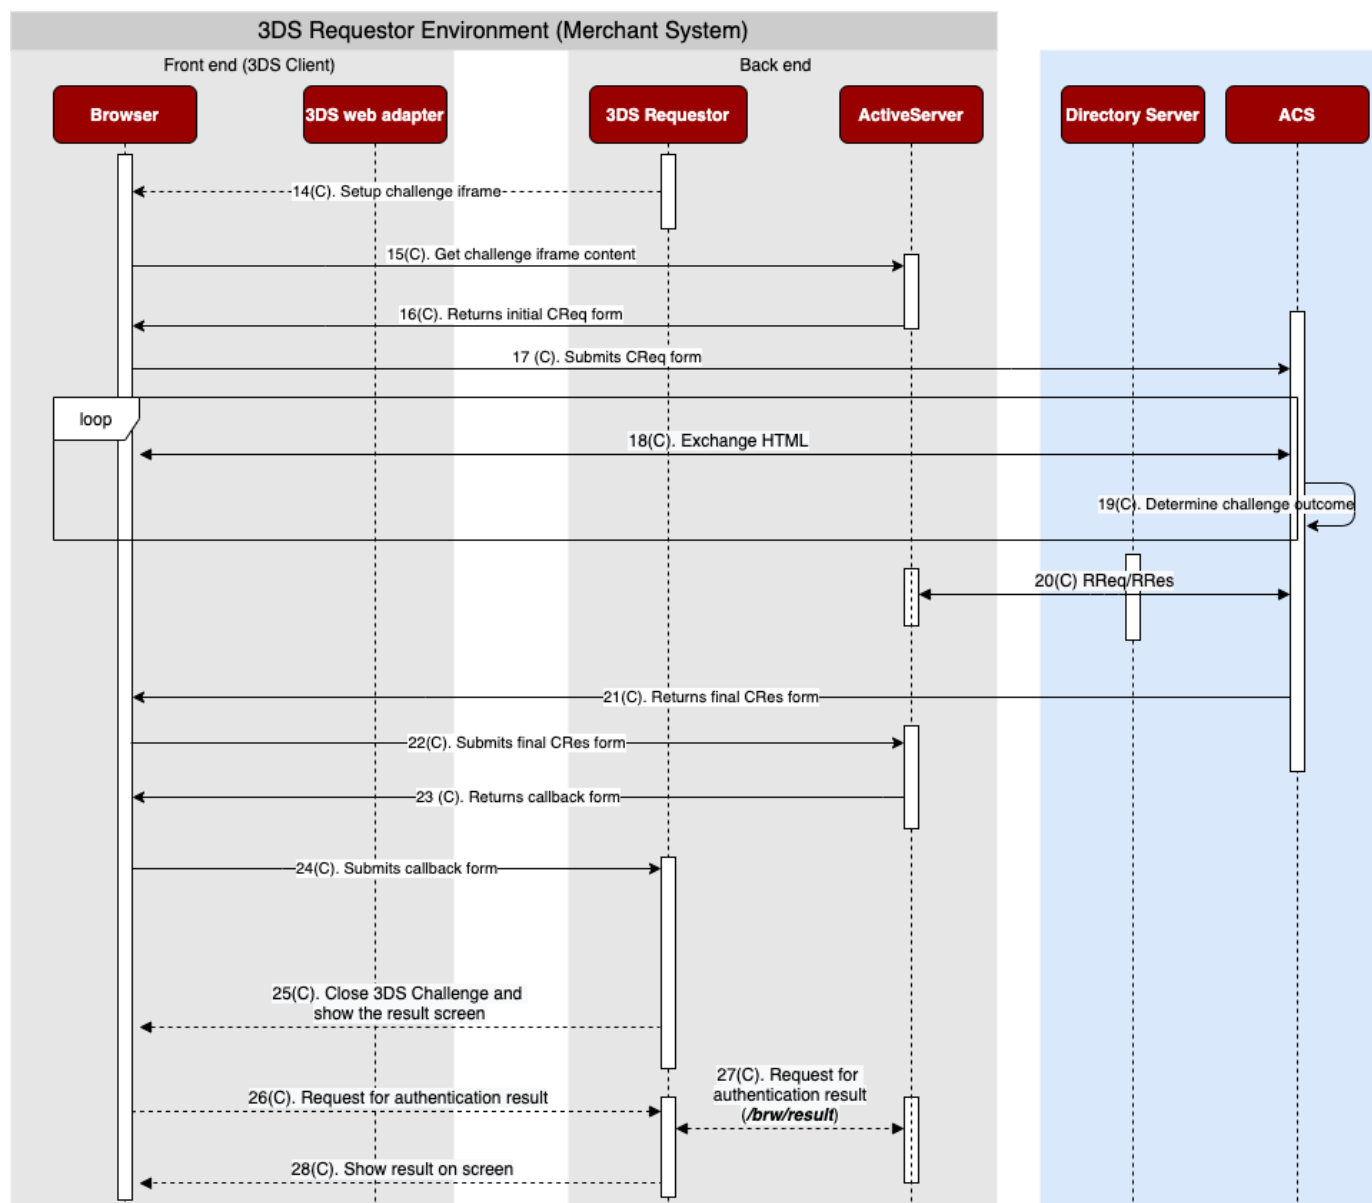 3DS Requestor Environment (Merchant System)
Front end (3DS Client)
Back end
Browser
3DS web adapter
3DS Requestor
ActiveServer
Directory Server
ACS
14(C). Setup challenge iframe
15(C). Get challenge iframe content
16(C). Returns initial CReq form
17 (C). Submits CReq form
loop
18(C). Exchange HTML
19(C). Determine challenge outcome
20(C) RReq/RRes
21(C). Returns final CRes form
22(C). Submits final CRes form
23 (C). Returns callback form
24(C). Submits callback form
25(C). Close 3DS Challenge and
show the result screen
26(C). Request for authentication result
27(C). Request for
authentication result
(/brw/result)
28(C). Show result on screen